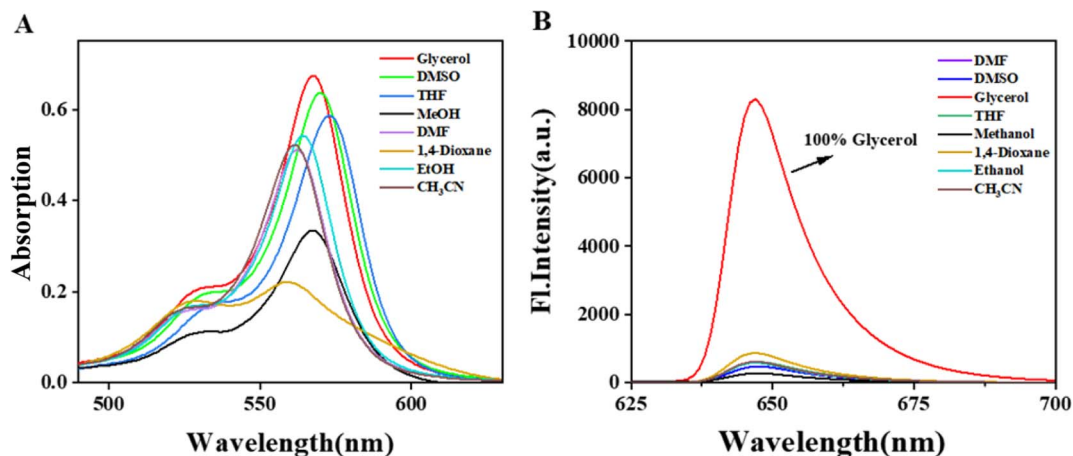 A
Absorption
0.6
0.4
0.2
0.0
500
550
600
Wavelength(nm)
Glycerol
DMSO
THF
MeOH
DMF
1,4-Dioxane
EtOH
CH₃CN
B
Fl.Intensity(a.u.)
10000
8000
6000
4000
2000
0
625
650
675
700
Wavelength(nm)
DMF
DMSO
Glycerol
THF
Methanol
1,4-Dioxane
Ethanol
CH₃CN
100% Glycerol